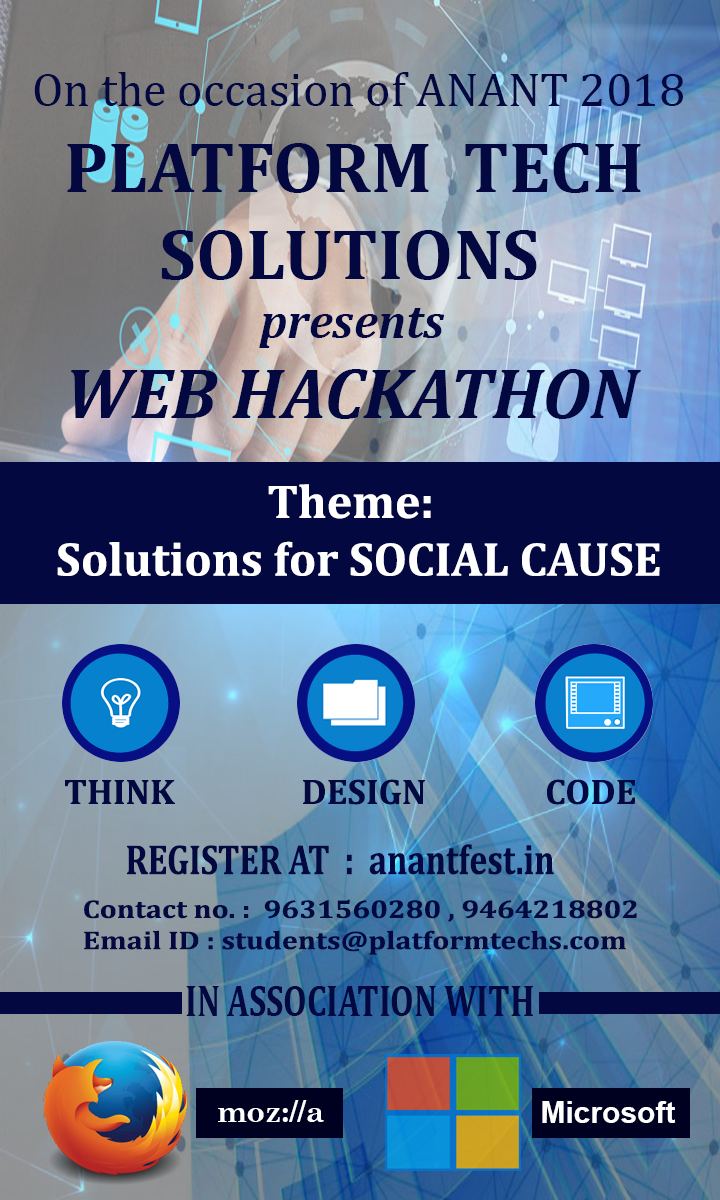 On the occasion of ANANT 2018
PLATFORM TECH
SOLUTIONS
presents
WEB HACKATHON
Theme:
Solutions for SOCIAL CAUSE
THINK DESIGN CODE
REGISTER AT : anantfest.in
Contact no. : 9631560280 , 9464218802
Email ID : students@platformtechs.com
IN ASSOCIATION WITH
moz://a Microsoft